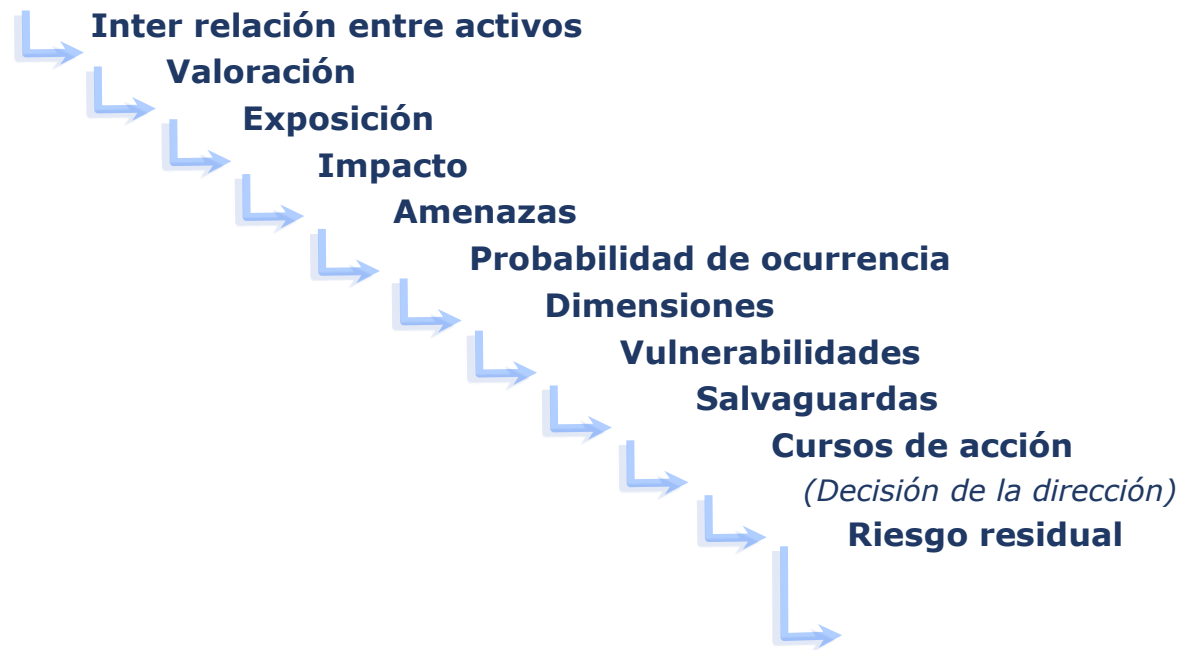 Inter relación entre activos
Valoración
Exposición
Impacto
Amenazas
Probabilidad de ocurrencia
Dimensiones
Vulnerabilidades
Salvaguardas
Cursos de acción
(Decisión de la dirección)
Riesgo residual